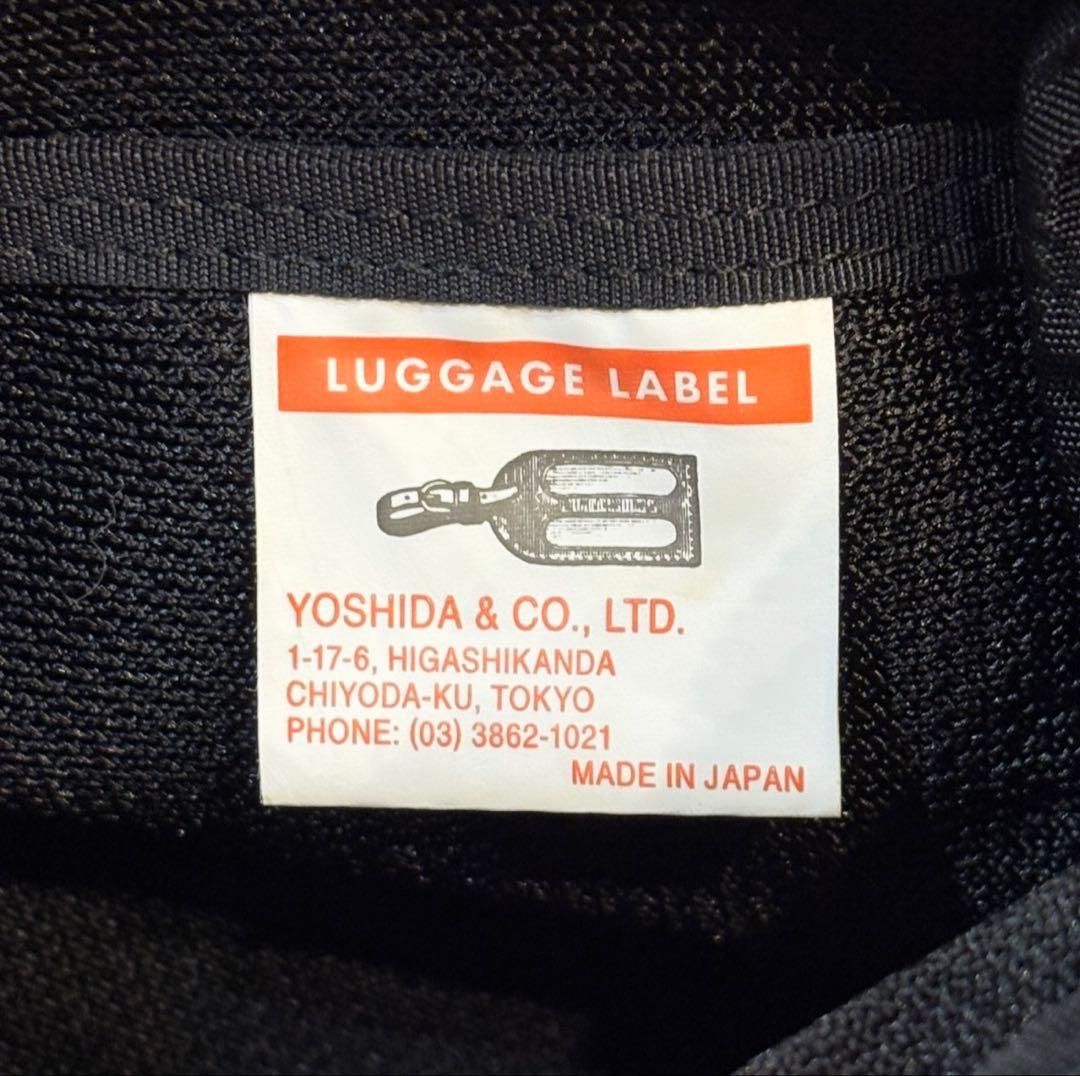 LUGGAGE LABEL
YOSHIDA & CO., LTD.
1-17-6, HIGASHIKANDA
CHIYODA-KU, TOKYO
PHONE: (03) 3862-1021
MADE IN JAPAN